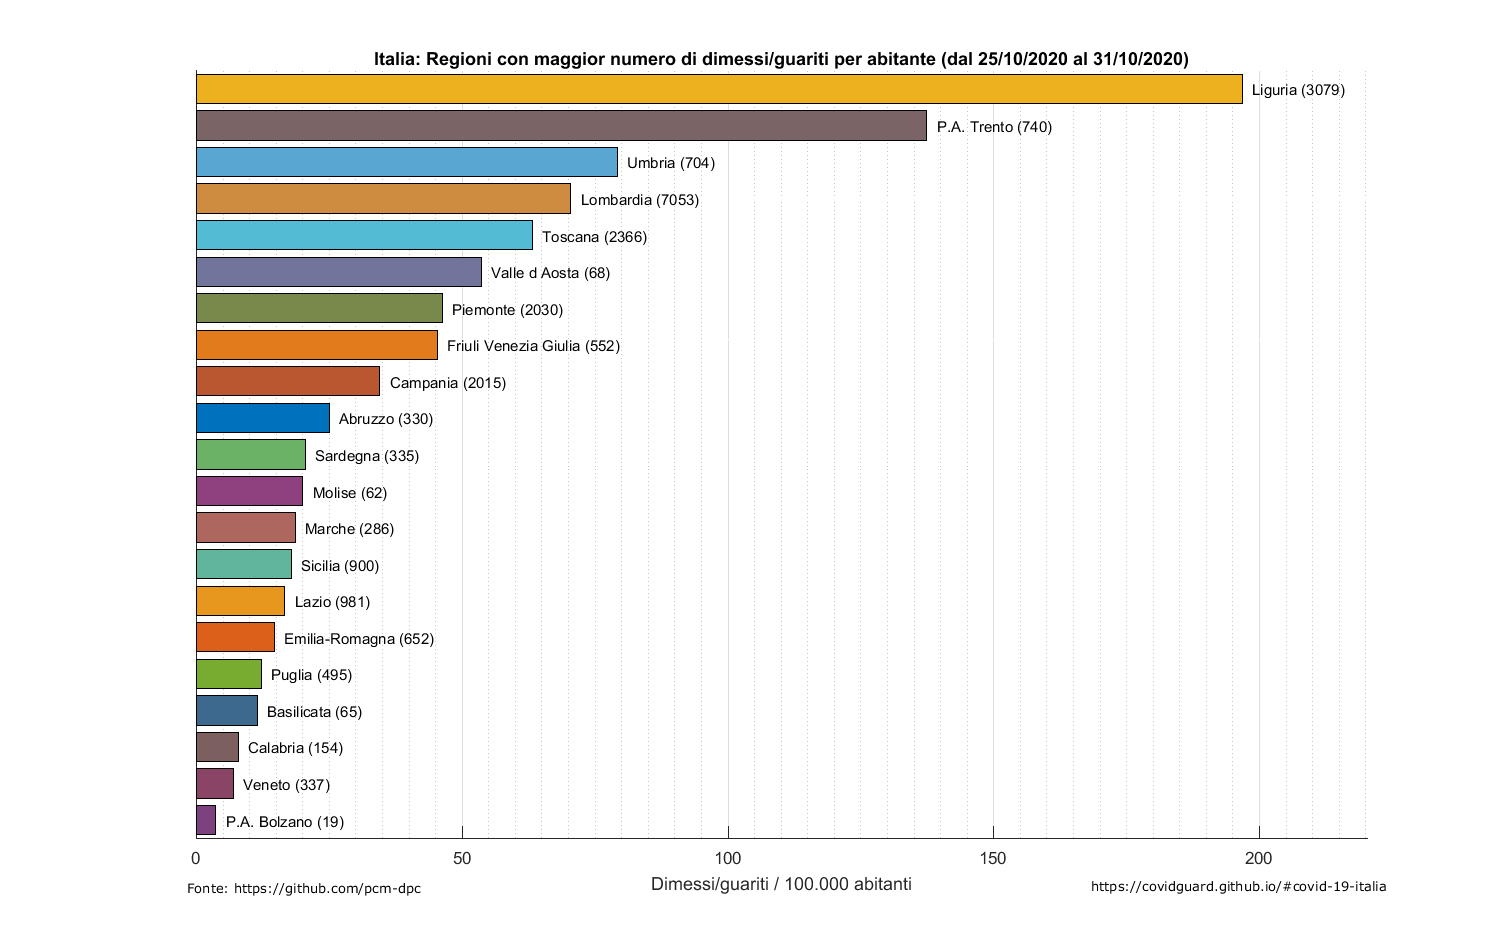 Italia: Regioni con maggior numero di dimessi/guariti per abitante (dal 25/10/2020 al 31/10/2020)
Liguria (3079)
P.A. Trento (740)
Umbria (704)
Lombardia (7053)
Toscana (2366)
Valle d Aosta (68)
Piemonte (2030)
Friuli Venezia Giulia (552)
Campania (2015)
Abruzzo (330)
Sardegna (335)
Molise (62)
Marche (286)
Sicilia (900)
Lazio (981)
Emilia-Romagna (652)
Puglia (495)
Basilicata (65)
Calabria (154)
Veneto (337)
P.A. Bolzano (19)
0 50 100 150 200
Dimessi/guariti / 100.000 abitanti
Fonte: https://github.com/pcm-dpc
https://covidguard.github.io/#covid-19-italia